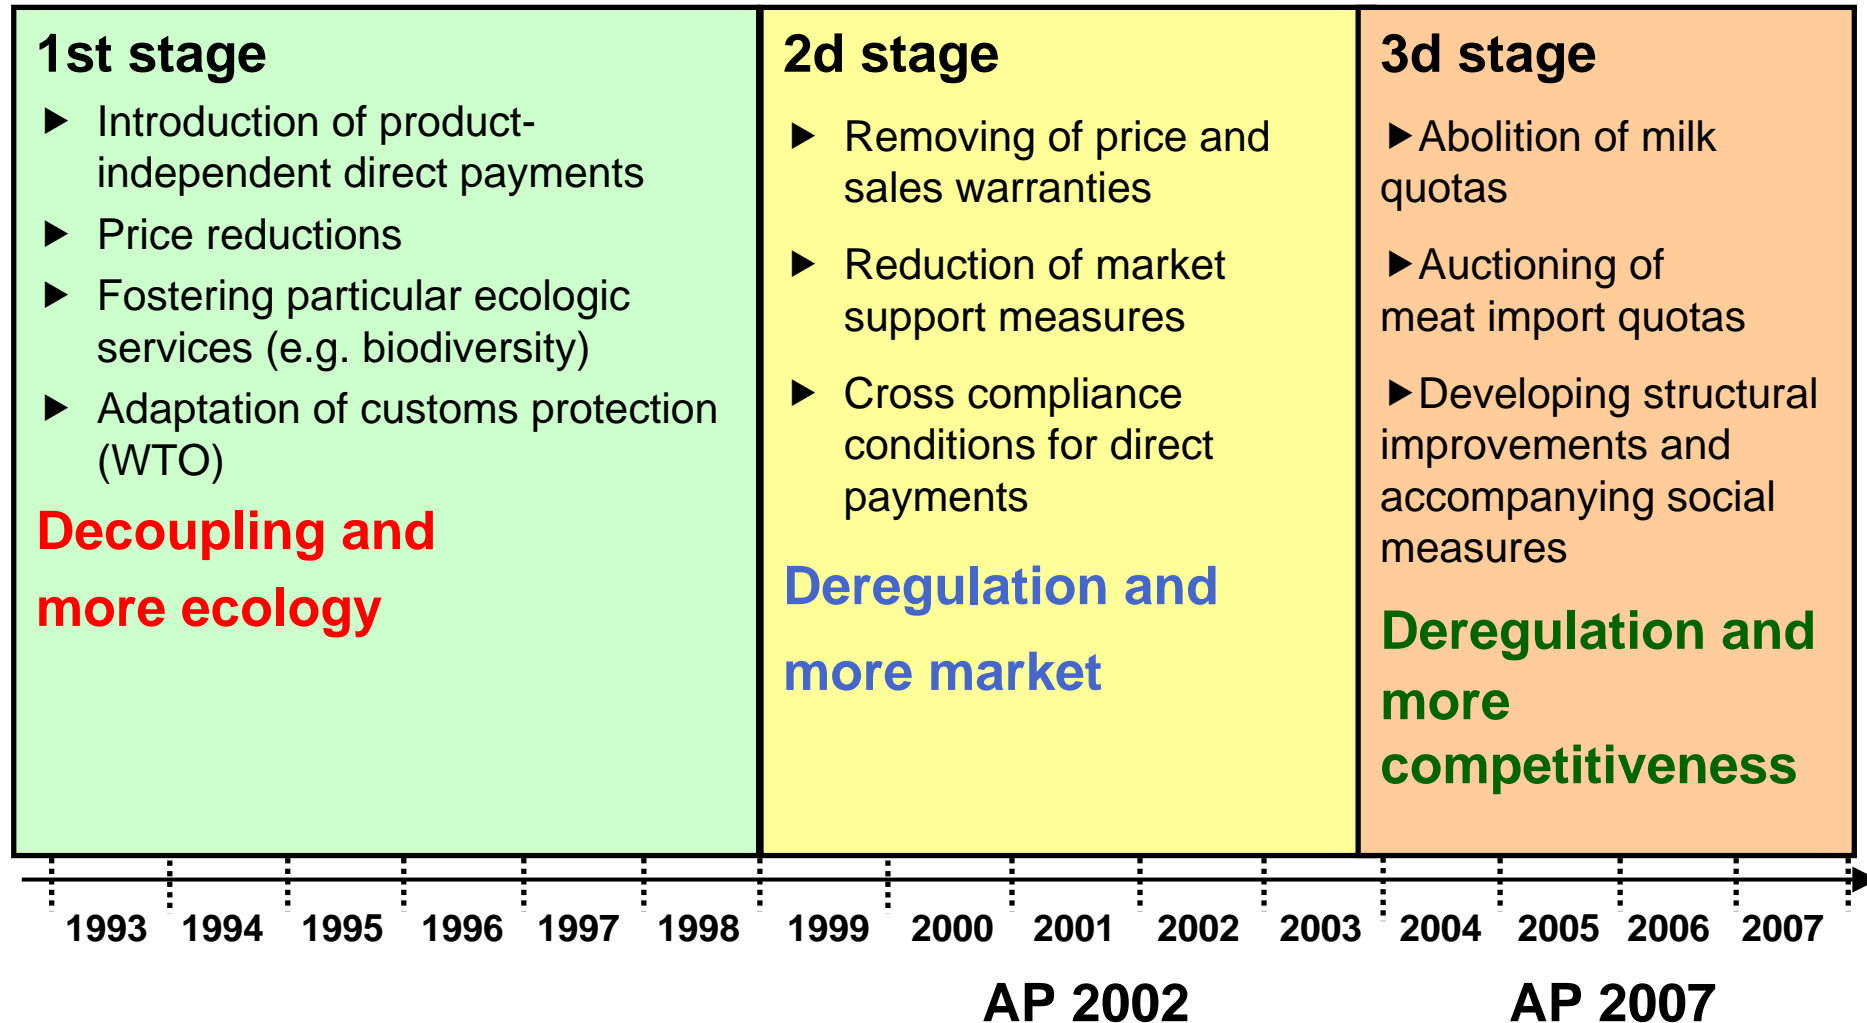 1st stage
► Introduction of product-
independent direct payments
► Price reductions
► Fostering particular ecologic
services (e.g. biodiversity)
► Adaptation of customs protection
(WTO)
Decoupling and
more ecology
2d stage
► Removing of price and
sales warranties
► Reduction of market
support measures
► Cross compliance
conditions for direct
payments
Deregulation and
more market
3d stage
►Abolition of milk
quotas
►Auctioning of
meat import quotas
►Developing structural
improvements and
accompanying social
measures
Deregulation and
more
competitiveness
1993 1994 1995 1996 1997 1998 1999 2000 2001 2002 2003 2004 2005 2006 2007
AP 2002 AP 2007